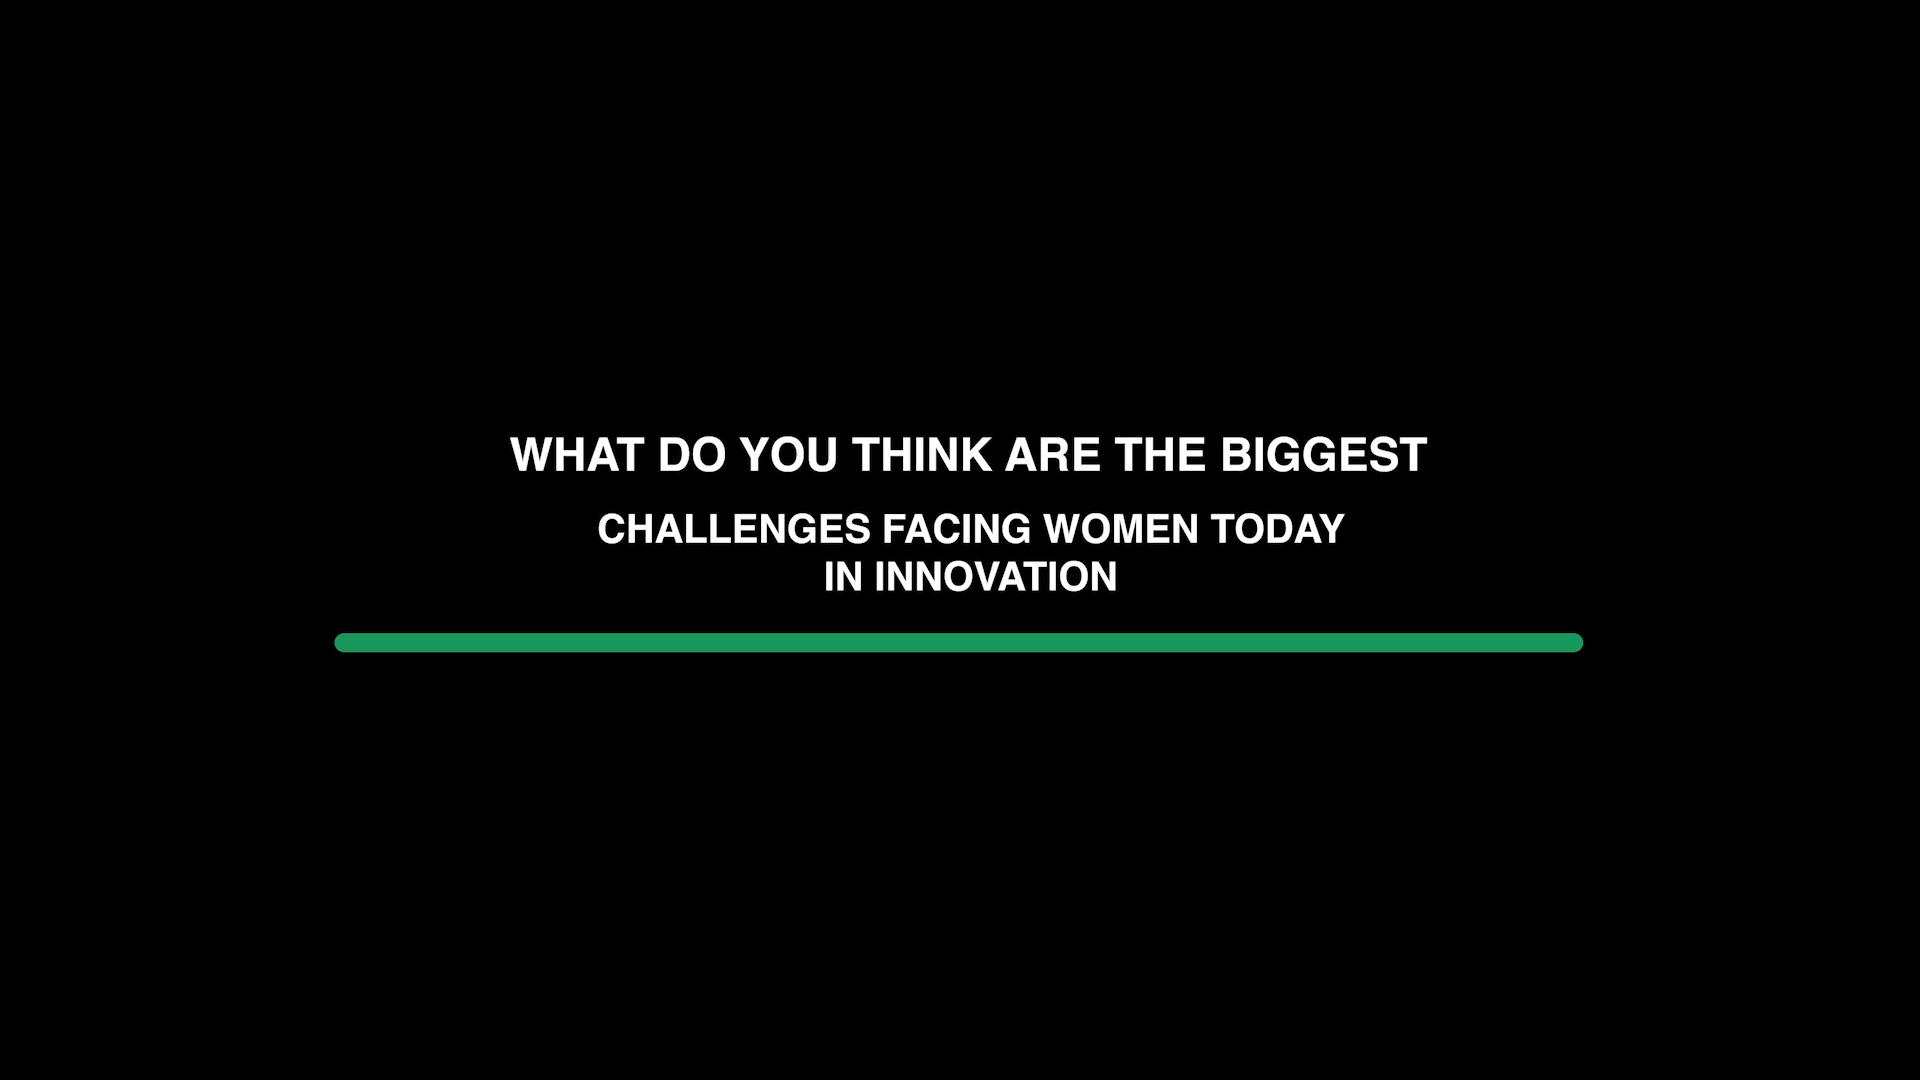 WHAT DO YOU THINK ARE THE BIGGEST
CHALLENGES FACING WOMEN TODAY
IN INNOVATION